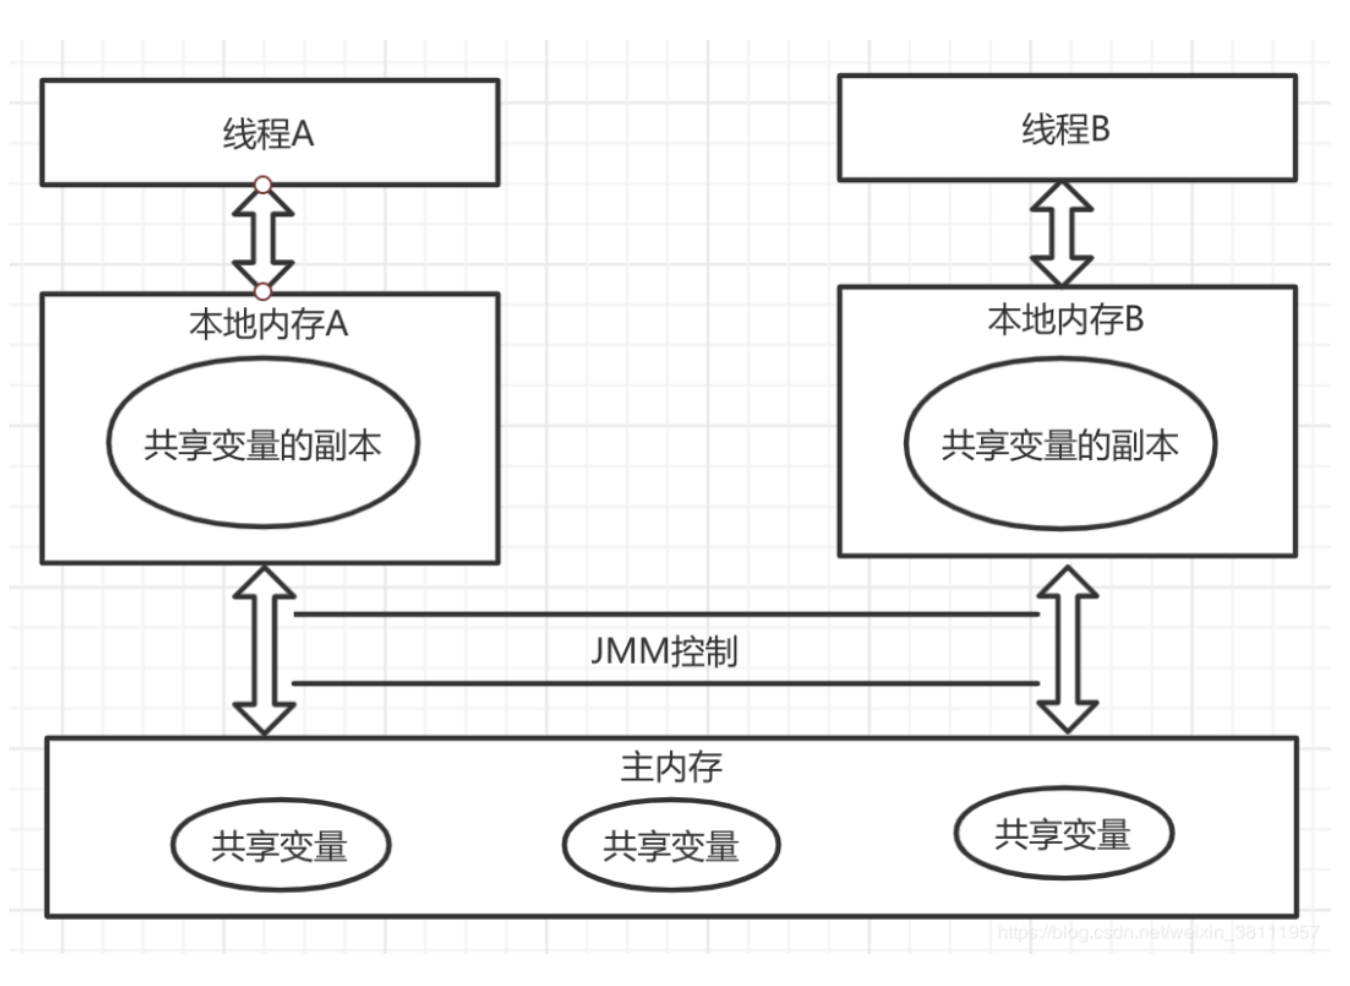 线程A
线程B
本地内存A
本地内存B
共享变量的副本
共享变量的副本
JMM控制
主内存
共享变量
共享变量
共享变量
https://blog.csdn.net/weixin_38111957